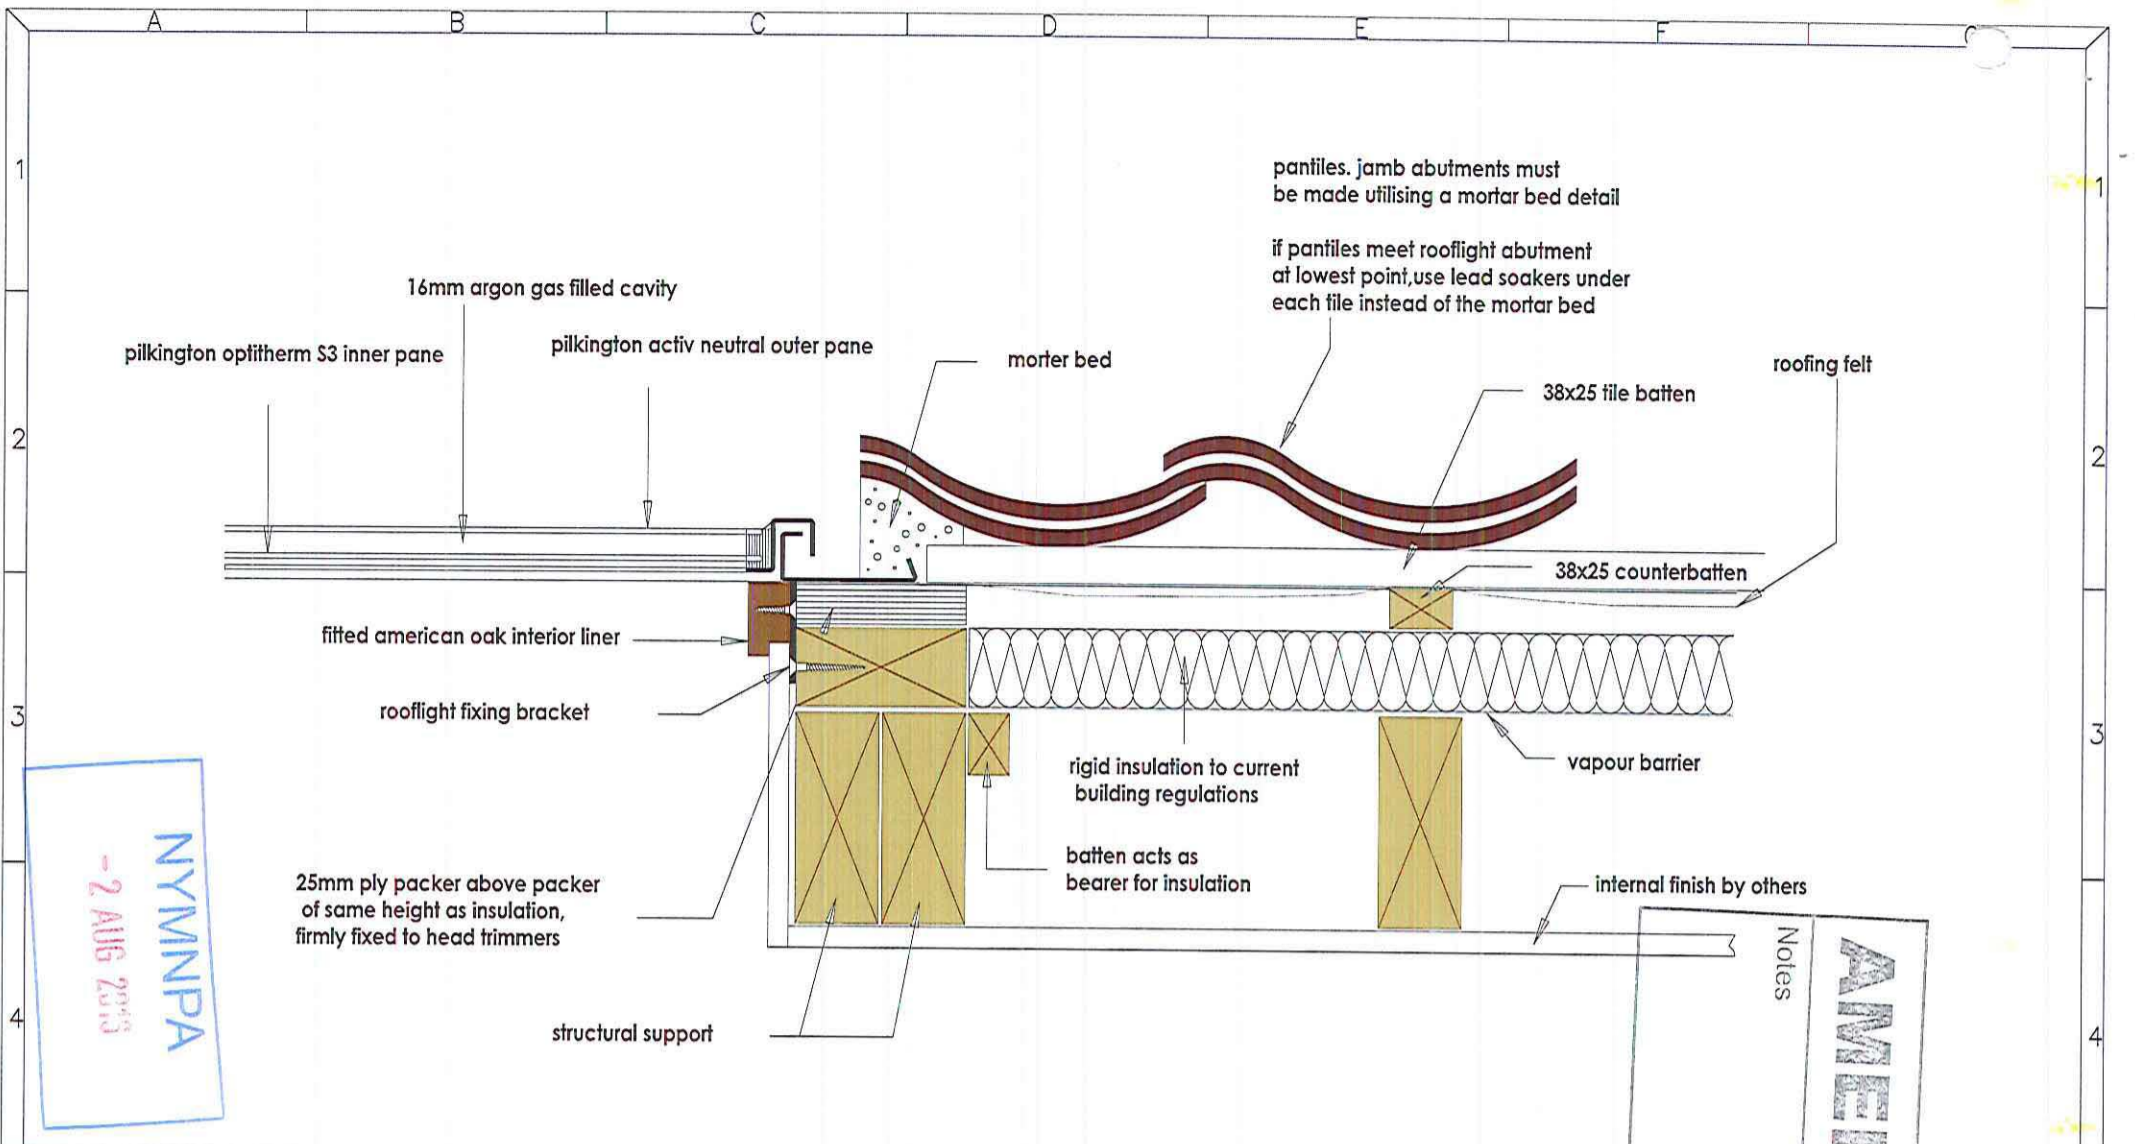 A B C D E F
1 1
pantiles. jamb abutments must
be made utilising a mortar bed detail
if pantiles meet rooflight abutment
at lowest point,use lead soakers under
each tile instead of the mortar bed
16mm argon gas filled cavity
pilkington optitherm S3 inner pane
pilkington activ neutral outer pane
morter bed
roofing felt
38x25 tile batten
2 2
38x25 counterbatten
fitted american oak interior liner
rooflight fixing bracket
3 3
rigid insulation to current
building regulations
vapour barrier
batten acts as
bearer for insulation
25mm ply packer above packer
of same height as insulation,
firmly fixed to head trimmers
internal finish by others
structural support
4 4
NYMNPA
-2 AUG
Notes